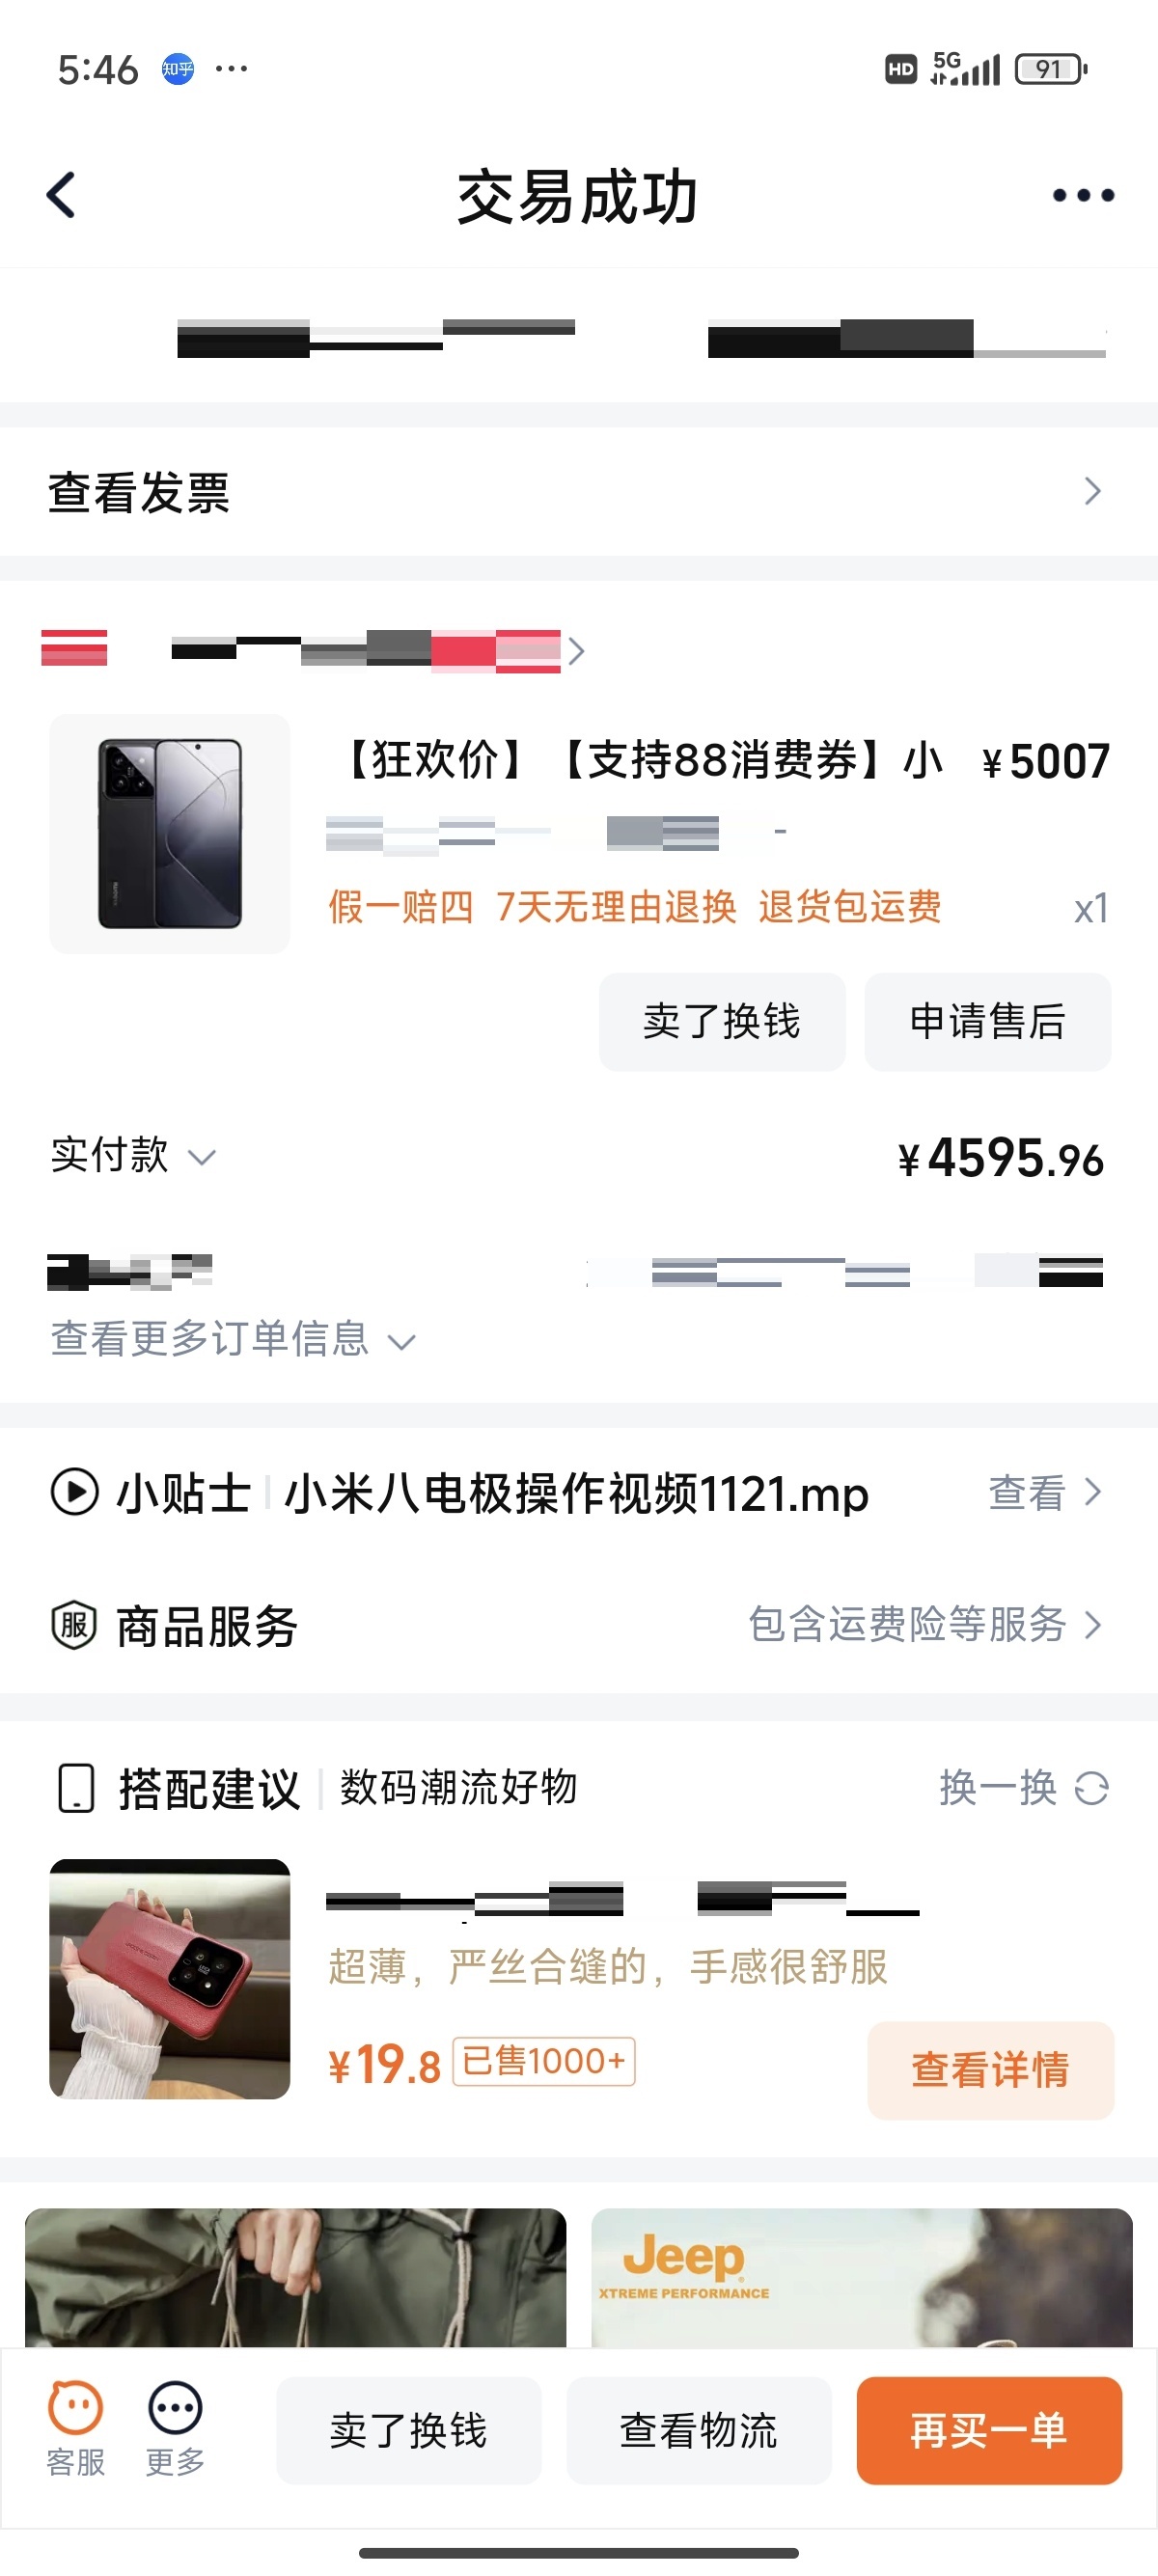 5:46 知乎 ... HD 5G 91
交易成功
查看发票
【狂欢价】【支持88消费券】小 ¥5007
假一赔四 7天无理由退换 退货包运费 x1
卖了换钱 申请售后
实付款 ¥4595.96
查看更多订单信息
小贴士 小米八电极操作视频1121.mp 查看
服 商品服务 包含运费险等服务
搭配建议 数码潮流好物 换一换
超薄，严丝合缝的，手感很舒服
¥19.8 已售1000+ 查看详情
Jeep
XTREME PERFORMANCE
卖了换钱 查看物流 再买一单
客服 更多